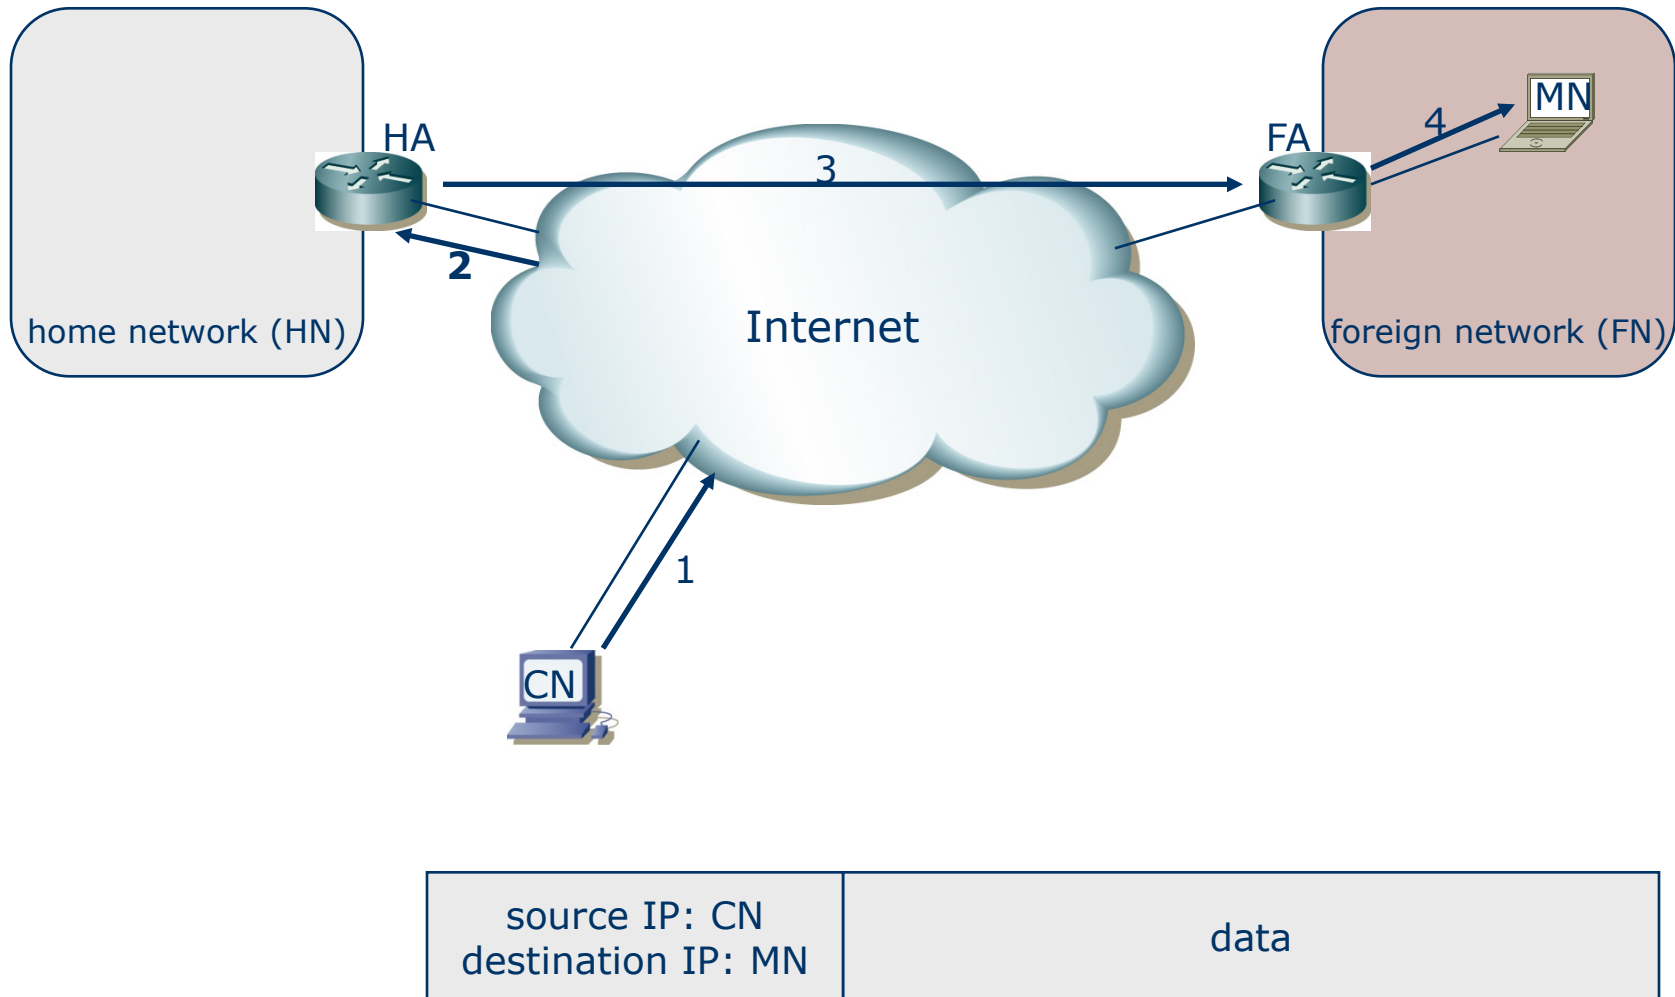 HA
FA
MN
4
3
2
home network (HN)
Internet
foreign network (FN)
1
CN
source IP: CN
destination IP: MN
data